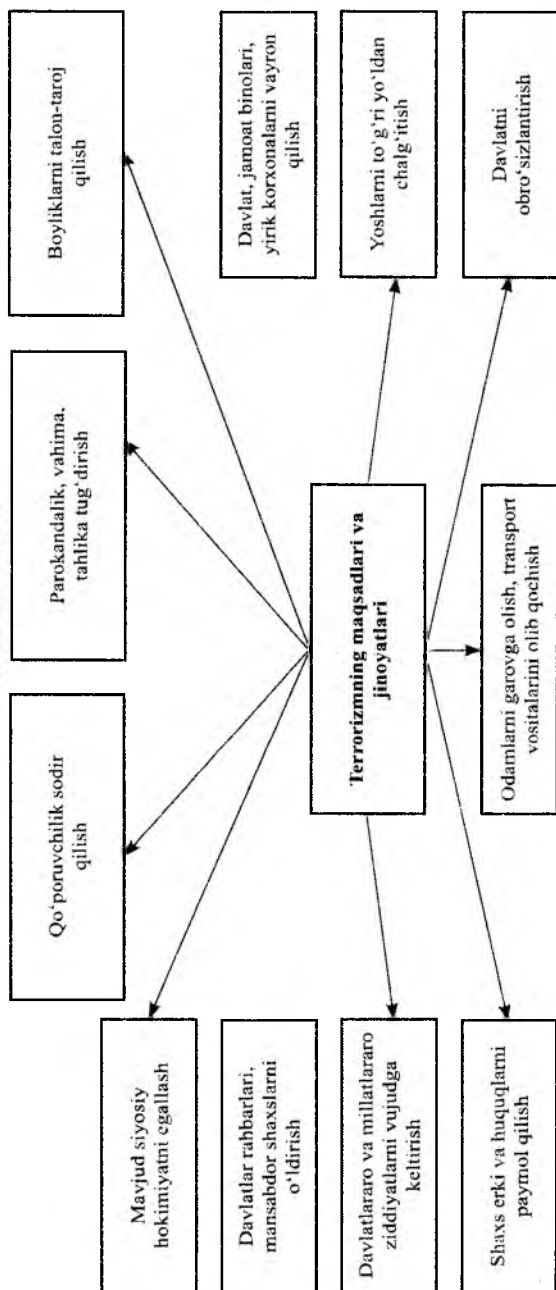 Qo'poruvchilik sodir
qilish
Parokandalik, vahima,
tahlika tug'dirish
Boyliklarni talon-taroj
qilish
Mavjud siyosiy
hokimiyatni egallash
Davlatlar rahbarlari,
mansabdor shaxslarni
o'ldirish
Davlatlararo va millatlararo
ziddiyatlarni vujudga
keltirish
Shaxs erki va huquqlarni
paymol qilish
Terrorizmning maqsadlari va
jinoyatlari
Odamlarni garovga olish, transport
vositalarini olib qochish
Davlat, jamoat binolari,
yirik korxonalarni vayron
qilish
Yoshlarni to'g'ri yo'ldan
chalg'itish
Davlatni
obro'sizlantirish